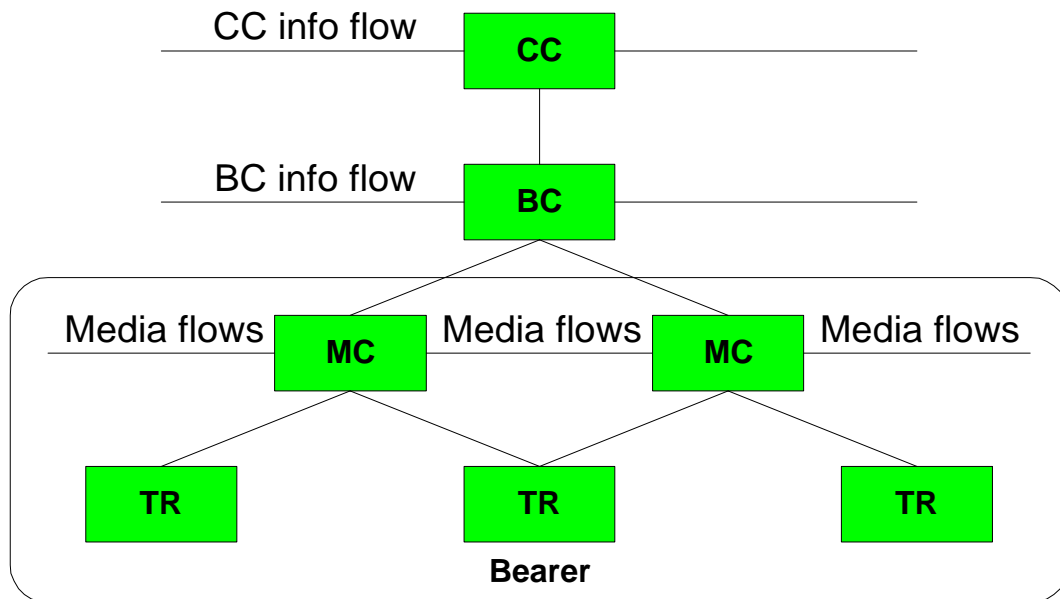 CC info flow
CC
BC info flow
BC
Media flows
MC
Media flows
MC
Media flows
TR
TR
TR
Bearer